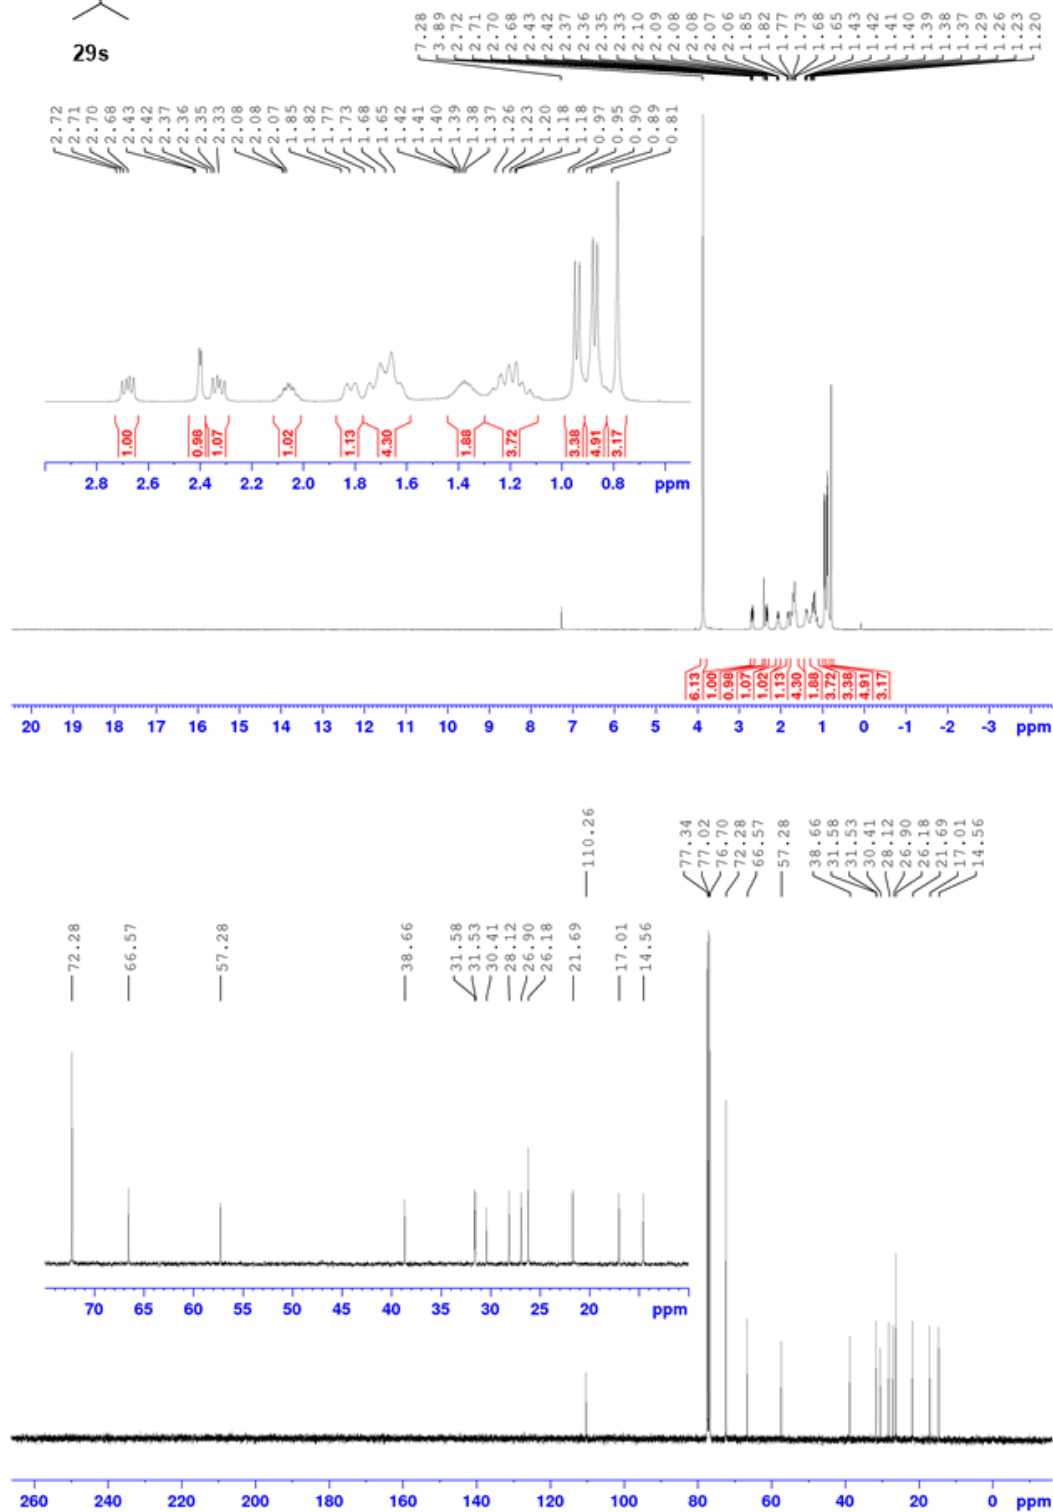 29s
7.28 3.89 2.72 2.71 2.70 2.68 2.43 2.42 2.37 2.36 2.35 2.33 2.10 2.09 2.08 2.08 2.07 2.06 1.85 1.82 1.77 1.73 1.68 1.65 1.43 1.42 1.41 1.40 1.39 1.38 1.37 1.29 1.26 1.23 1.20
2.72 2.71 2.70 2.68 2.43 2.42 2.37 2.36 2.35 2.33 2.08 2.08 2.07 1.85 1.82 1.77 1.73 1.68 1.65 1.42 1.41 1.40 1.39 1.38 1.37 1.26 1.23 1.20 1.18 1.18 0.97 0.95 0.90 0.89 0.81
1.00 0.98 1.07 1.02 1.13 4.30 1.88 3.72 3.38 4.91 3.17
2.8 2.6 2.4 2.2 2.0 1.8 1.6 1.4 1.2 1.0 0.8 ppm
6.13 1.00 0.98 1.07 1.02 1.13 4.30 1.88 3.72 3.38 4.91 3.17
20 19 18 17 16 15 14 13 12 11 10 9 8 7 6 5 4 3 2 1 0 -1 -2 -3 ppm
110.26 77.34 77.02 76.70 72.28 66.57 57.28 38.66 31.58 31.53 30.41 28.12 26.90 26.18 21.69 17.01 14.56
72.28 66.57 57.28 38.66 31.58 31.53 30.41 28.12 26.90 26.18 21.69 17.01 14.56
70 65 60 55 50 45 40 35 30 25 20 ppm
260 240 220 200 180 160 140 120 100 80 60 40 20 0 ppm